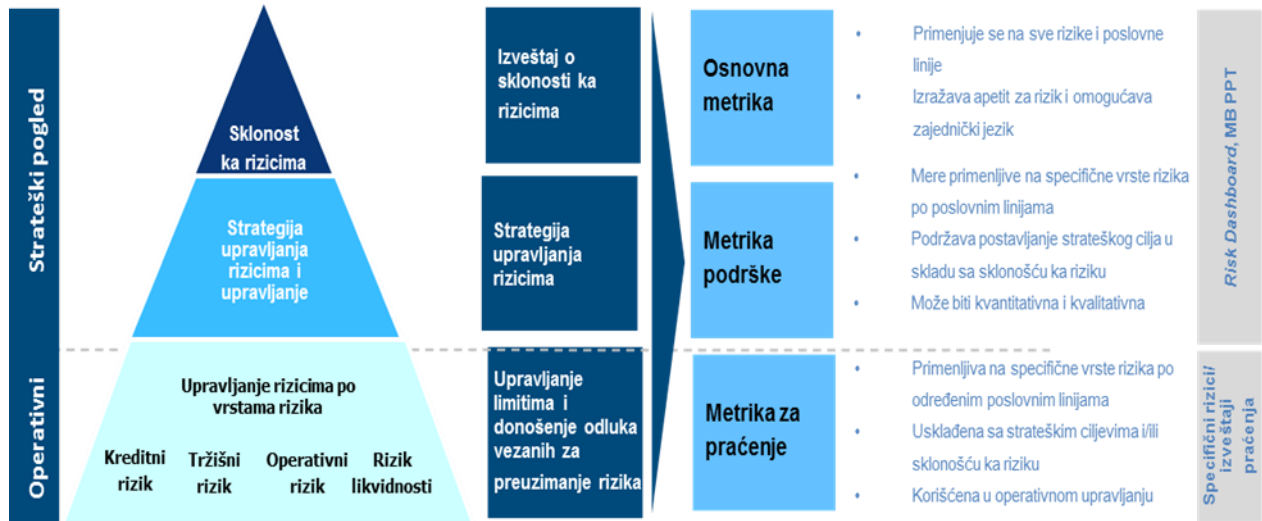 Strateški pogled
Operativni
Sklonost
ka rizicima
Strategija
upravljanja
rizicima i
upravljanje
Upravljanje rizicima po
vrstama rizika
Kreditni
rizik
Tržišni
rizik
Operativni
rizik
Rizik
likvidnosti
Izveštaj o
sklonosti ka
rizicima
Strategija
upravljanja
rizicima
Upravljanje
limitima i
donošenje odluka
vezanih za
preuzimanje rizika
Osnovna
metrika
Metrika
podrške
Metrika za
praćenje
• Primenjuje se na sve rizike i poslovne
linije
• Izražava apetit za rizik i omogućava
zajednički jezik
• Mere primenljive na specifične vrste rizika
po poslovnim linijama
• Podržava postavljanje strateškog cilja u
skladu sa sklonošću ka riziku
• Može biti kvantitativna i kvalitativna
• Primenljiva na specifične vrste rizika po
određenim poslovnim linijama
• Usklađena sa strateškim ciljevima i/ili
sklonošću ka riziku
• Korišćena u operativnom upravljanju
Risk Dashboard, MB PPT
Specifični rizici/
izveštaji
praćenja